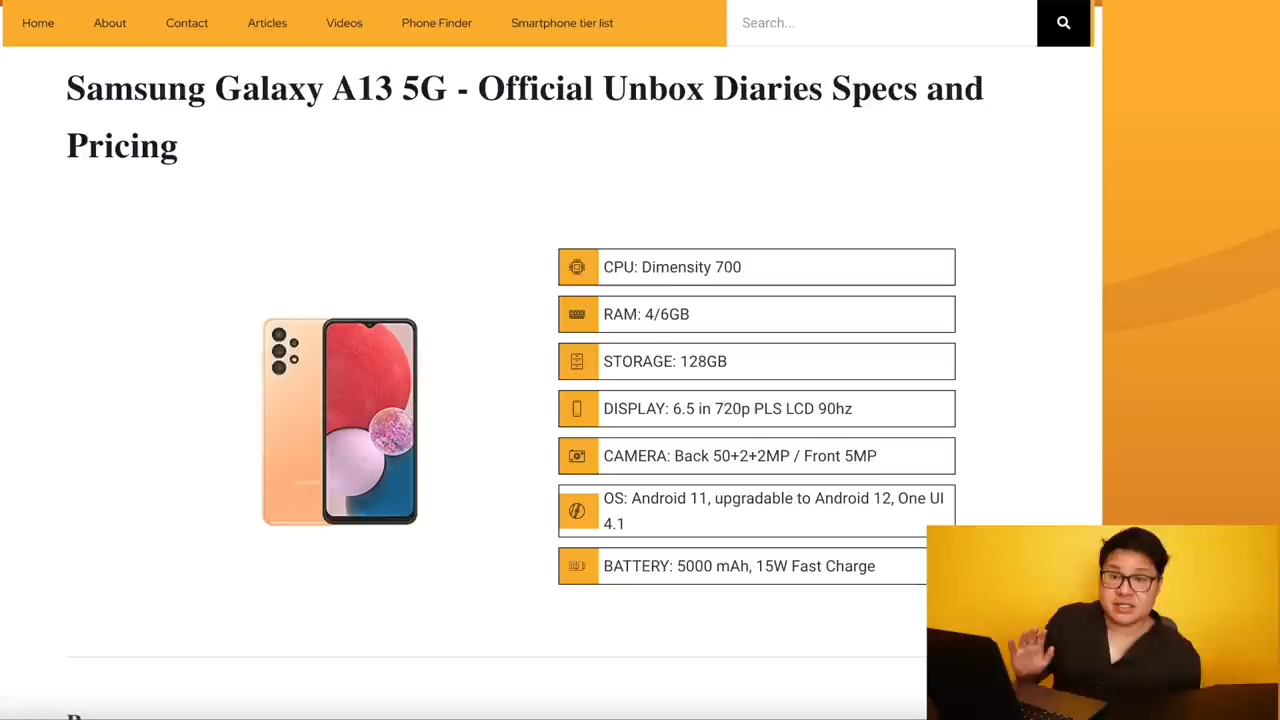 Home About Contact Articles Videos Phone Finder Smartphone tier list Search...
Samsung Galaxy A13 5G - Official Unbox Diaries Specs and
Pricing
CPU: Dimensity 700
RAM: 4/6GB
STORAGE: 128GB
DISPLAY: 6.5 in 720p PLS LCD 90hz
CAMERA: Back 50+2+2MP / Front 5MP
OS: Android 11, upgradable to Android 12, One UI
4.1
BATTERY: 5000 mAh, 15W Fast Charge